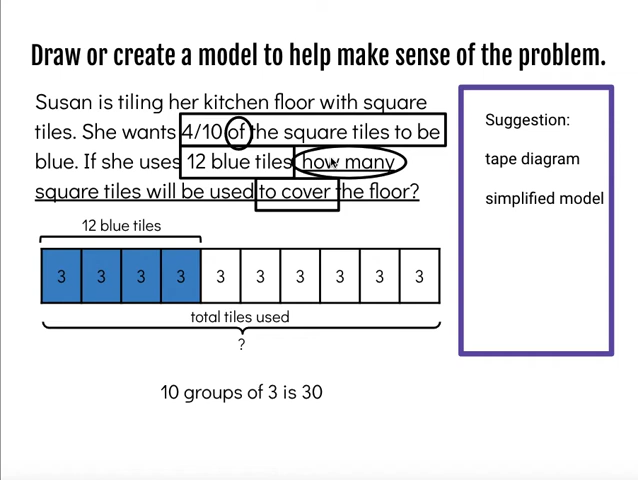 Draw or create a model to help make sense of the problem.
Susan is tiling her kitchen floor with square
tiles. She wants 4/10 of the square tiles to be
blue. If she uses 12 blue tiles how many
square tiles will be used to cover the floor?
Suggestion:
tape diagram
simplified model
12 blue tiles
3 3 3 3 3 3 3 3 3 3
total tiles used
?
10 groups of 3 is 30